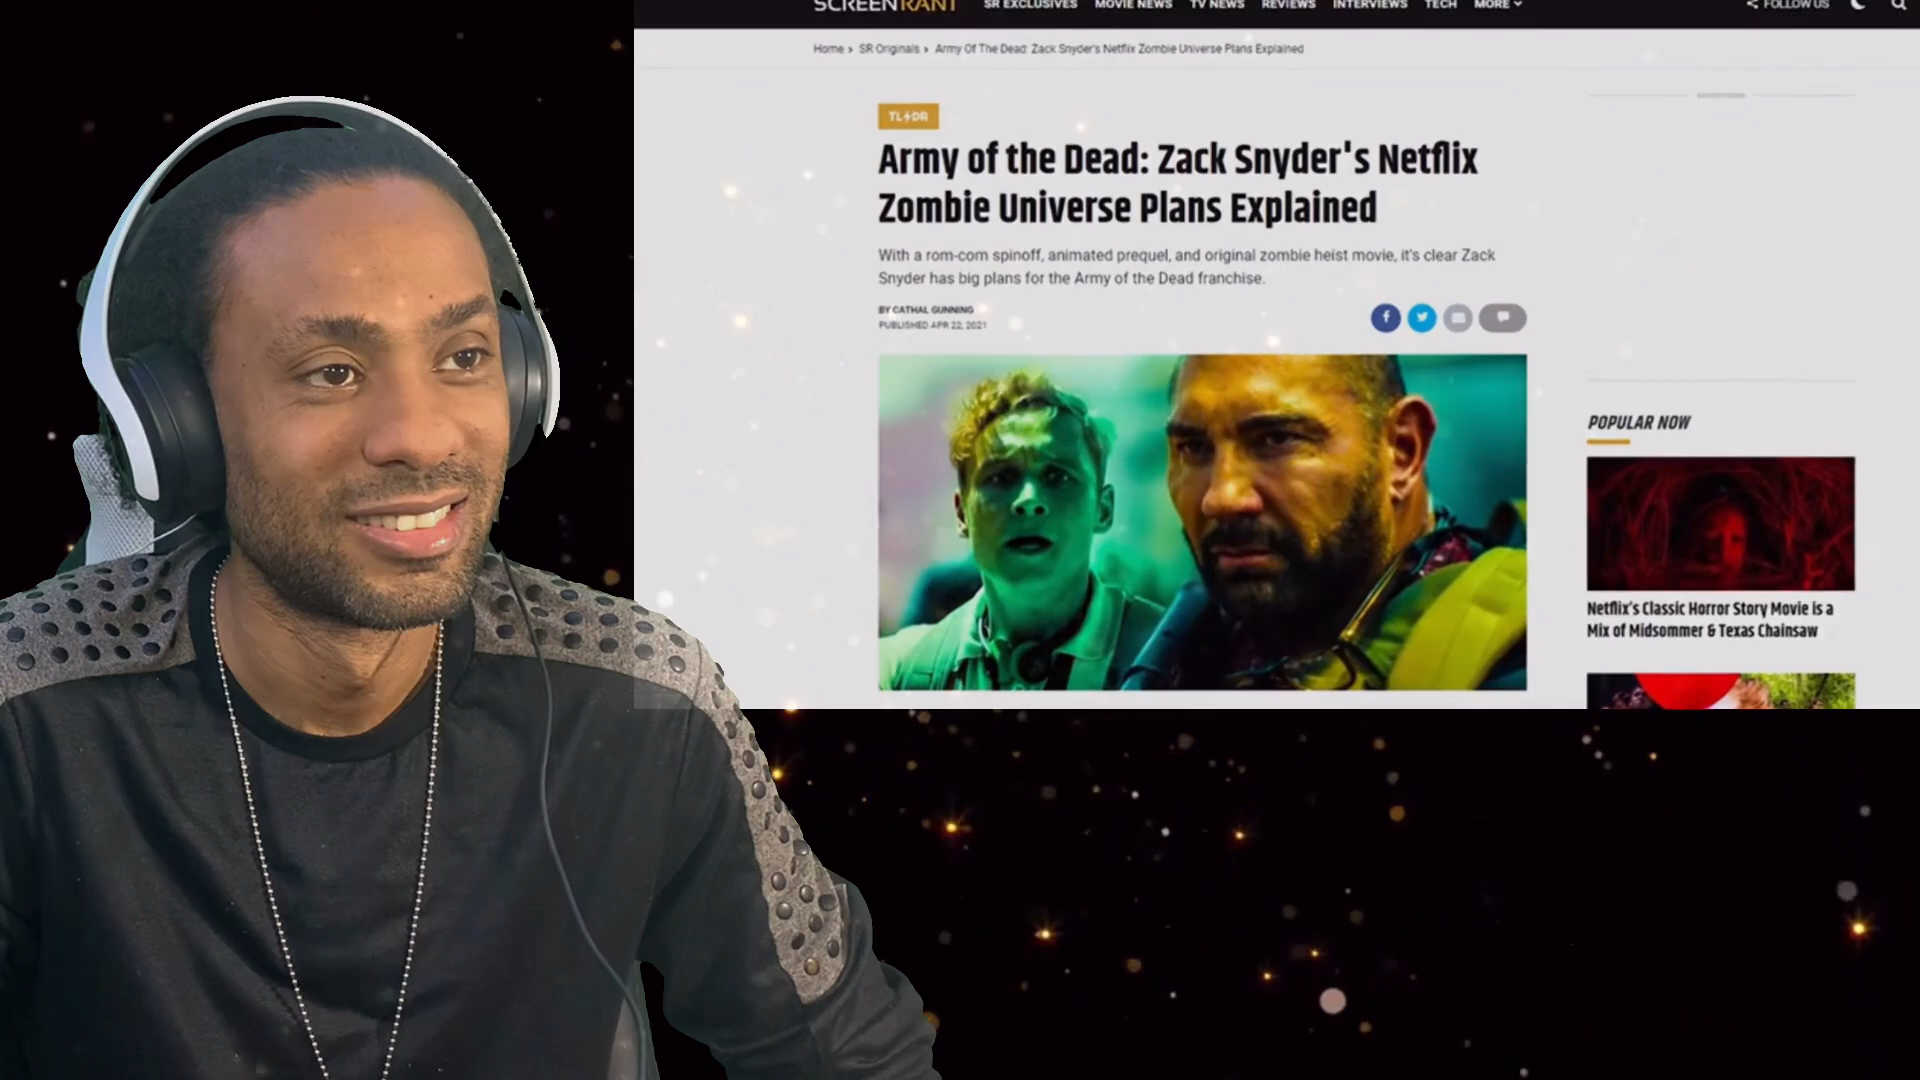 SCREENRANT SR EXCLUSIVES MOVIE NEWS TV NEWS REVIEWS INTERVIEWS TECH MORE FOLLOW US
Home › SR Originals › Army Of The Dead: Zack Snyder's Netflix Zombie Universe Plans Explained
TL DR
Army of the Dead: Zack Snyder's Netflix
Zombie Universe Plans Explained
With a rom-com spinoff, animated prequel, and original zombie heist movie, it's clear Zack
Snyder has big plans for the Army of the Dead franchise.
BY CATHAL GUNNING
PUBLISHED APR 22, 2021
POPULAR NOW
Netflix's Classic Horror Story Movie is a
Mix of Midsommer & Texas Chainsaw